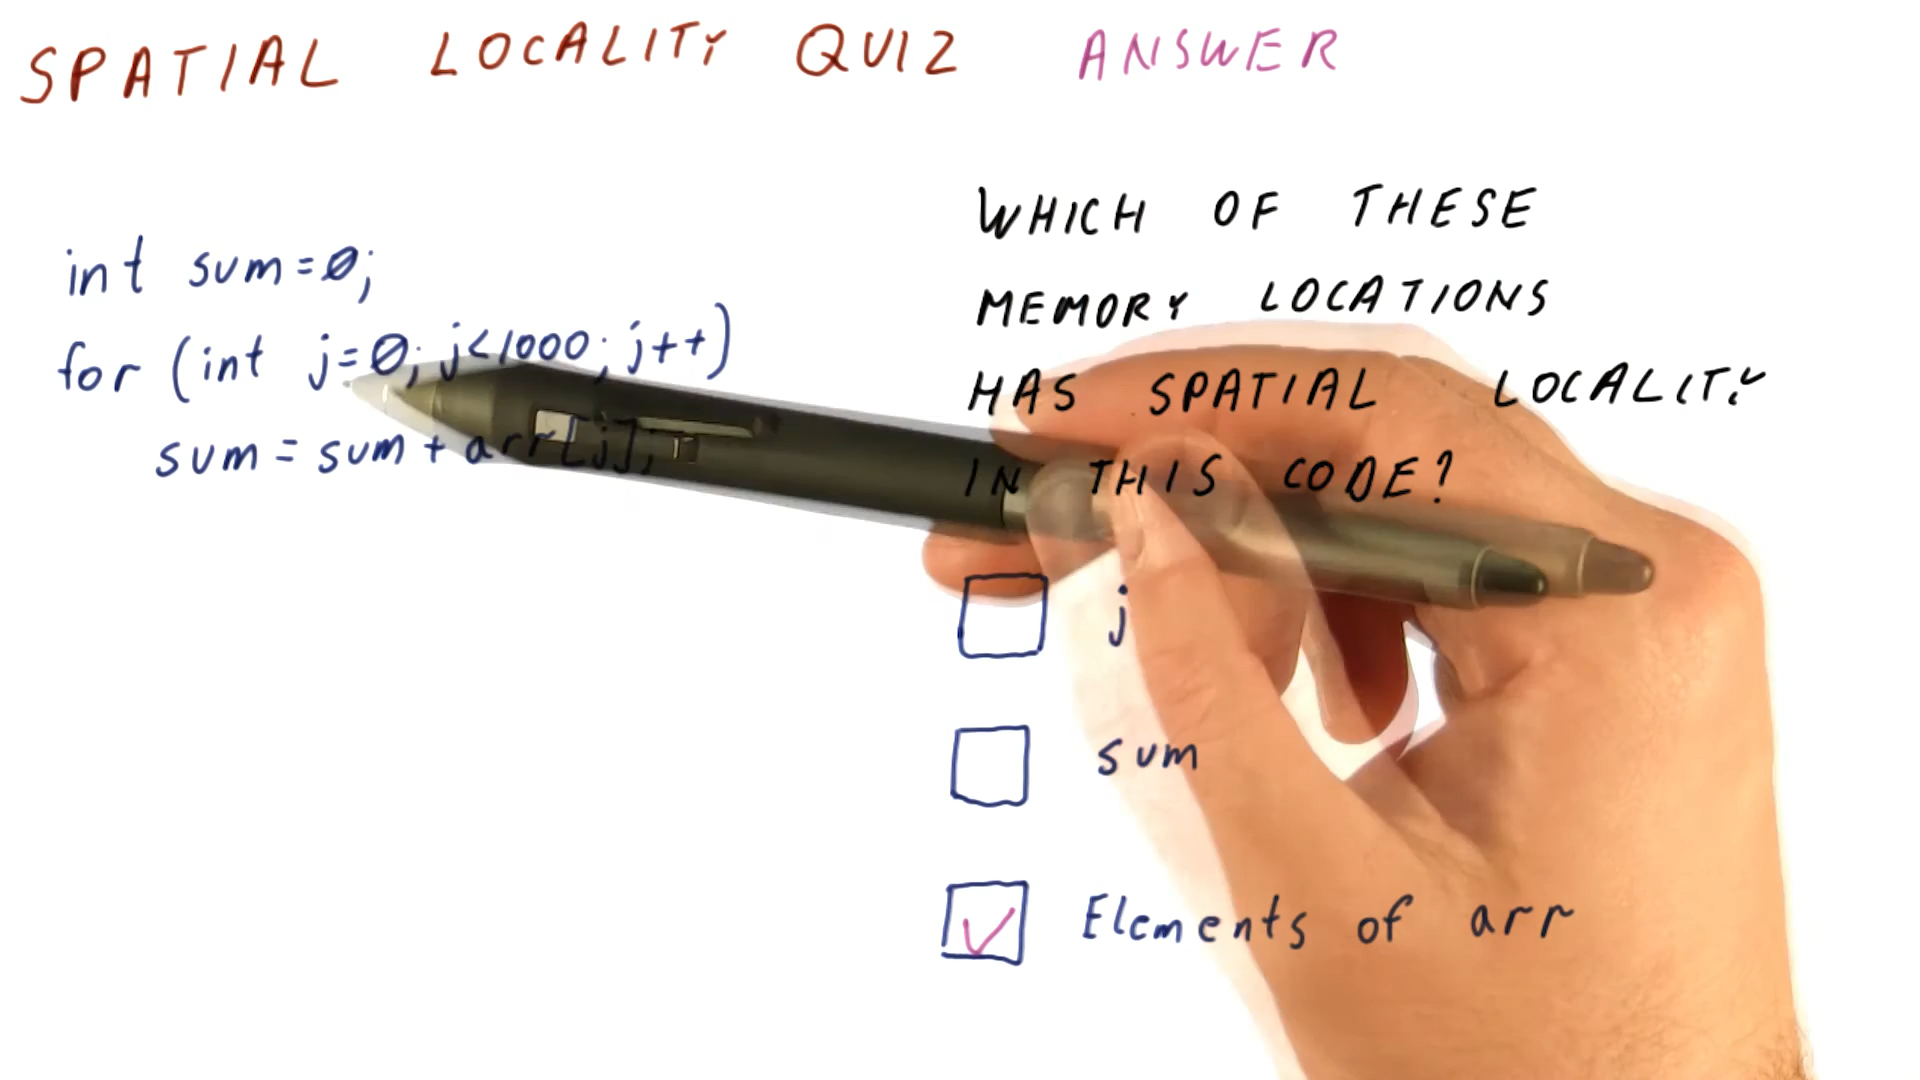 SPATIAL LOCALITY QUIZ ANSWER
int sum=0;
for (int j=0; j<1000; j++)
sum = sum + arr[j];
WHICH OF THESE
MEMORY LOCATIONS
HAS SPATIAL LOCALITY
IN THIS CODE?
j
sum
Elements of arr